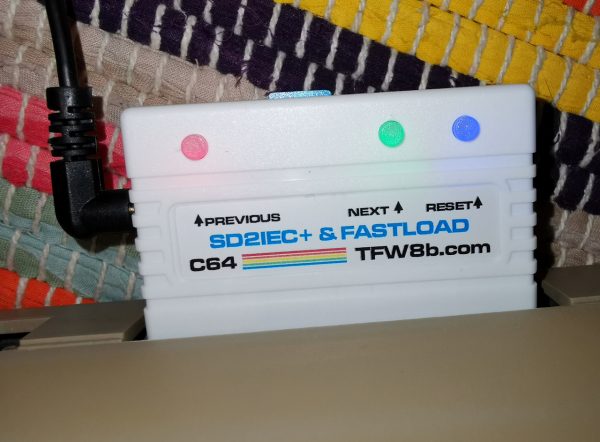 PREVIOUS NEXT RESET
SD2IEC+ & FASTLOAD
C64 TFW8b.com